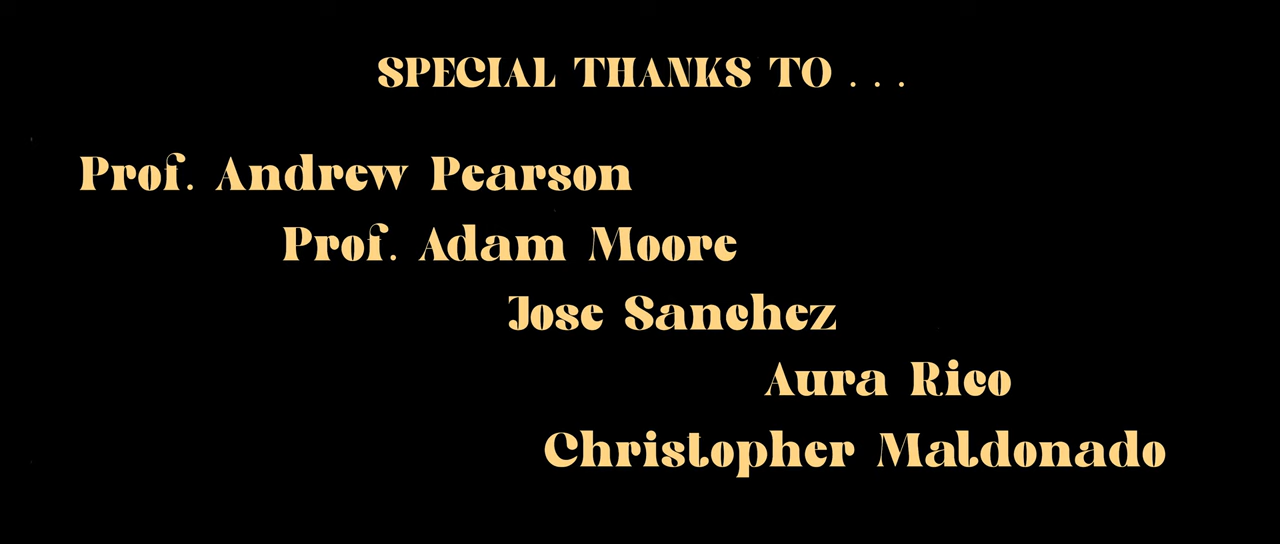 SPECIAL THANKS TO . . .
Prof. Andrew Pearson
Prof. Adam Moore
Jose Sanchez
Aura Rico
Christopher Maldonado